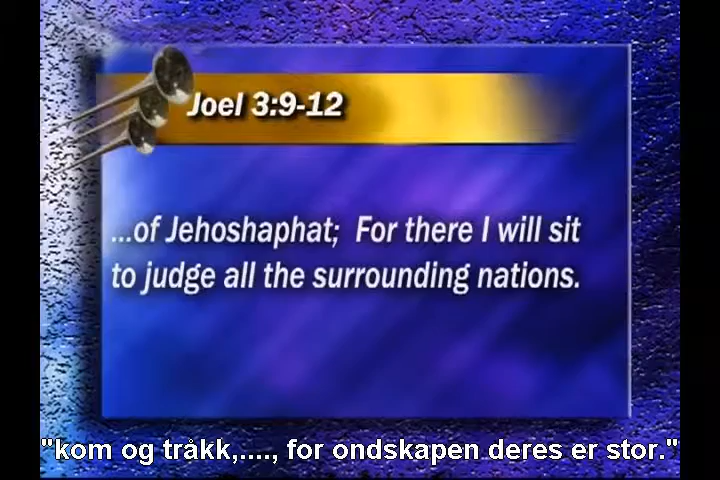 Joel 3:9-12
...of Jehoshaphat;  For there I will sit
to judge all the surrounding nations.
"kom og tråkk,...., for ondskapen deres er stor."